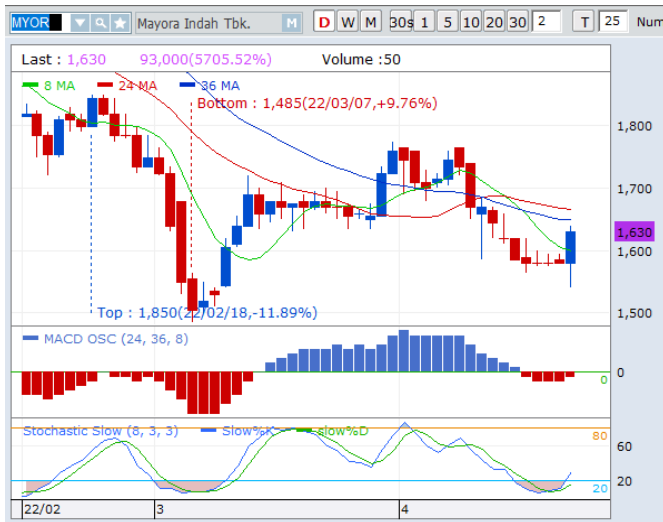 MYOR Mayora Indah Tbk. M D W M 30s 1 5 10 20 30 2 T 25 Num
Last : 1,630 93,000(5705.52%) Volume :50
8 MA 24 MA 36 MA
Bottom : 1,485(22/03/07,+9.76%)
1,800
1,700
1,630
1,600
Top : 1,850(22/02/18,-11.89%)
1,500
MACD OSC (24, 36, 8)
0 0
Stochastic Slow (8, 3, 3) Slow%K slow%D
80
60
20
20
22/02 3 4